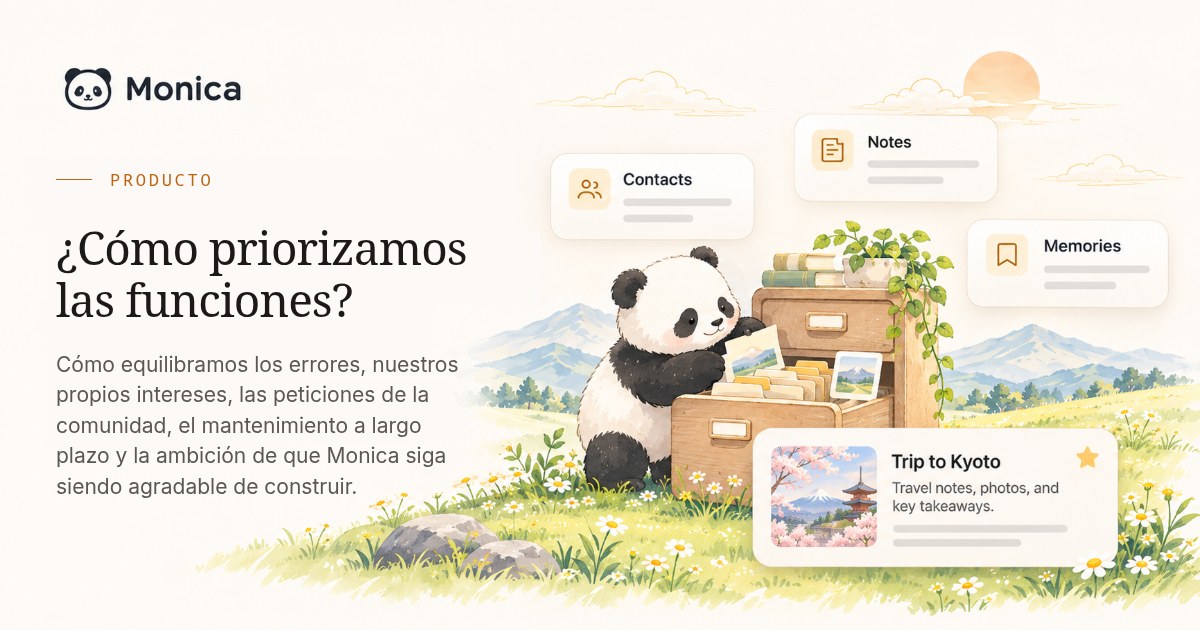 Monica
PRODUCTO
¿Cómo priorizamos
las funciones?
Cómo equilibramos los errores, nuestros
propios intereses, las peticiones de la
comunidad, el mantenimiento a largo
plazo y la ambición de que Monica siga
siendo agradable de construir.
Contacts
Notes
Memories
Trip to Kyoto
Travel notes, photos, and
key takeaways.